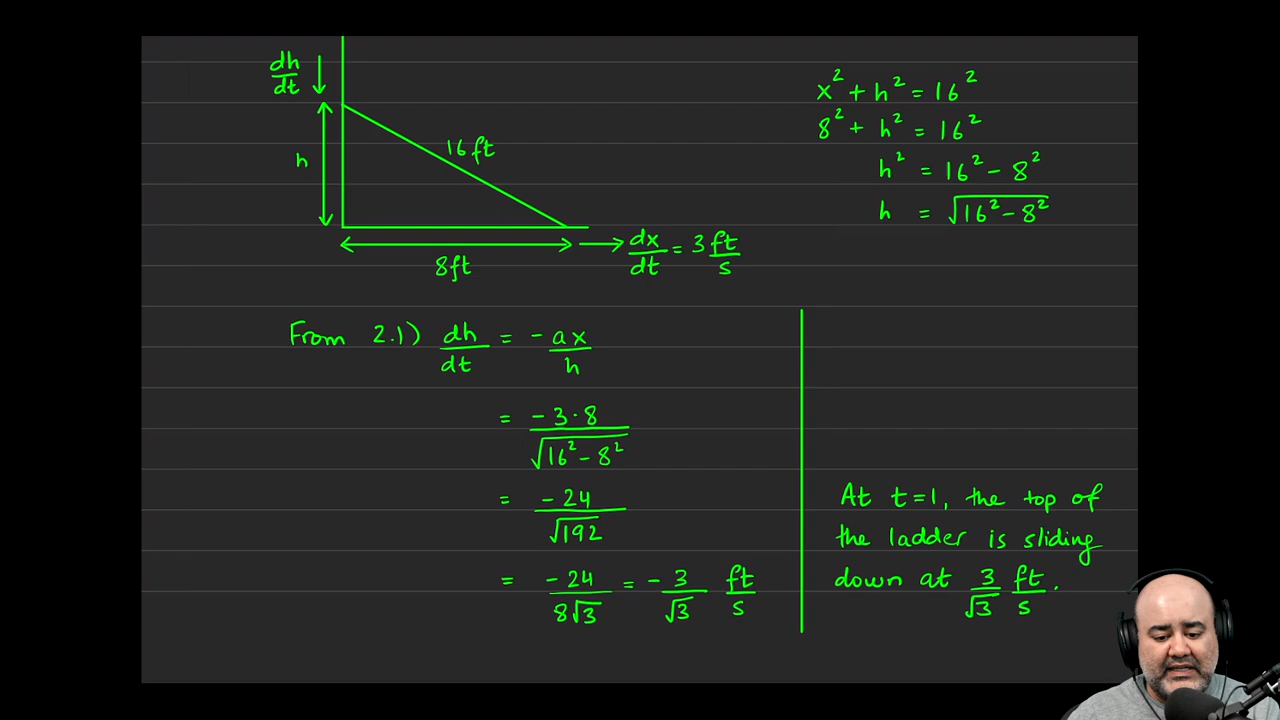 dh/dt ↓
h
16ft
8ft
dx/dt = 3 ft/s
x² + h² = 16²
8² + h² = 16²
h² = 16² - 8²
h = √(16² - 8²)
From 2.1) dh/dt = - ax/h
= -3·8/√(16² - 8²)
= -24/√192
= -24/8√3 = -3/√3 ft/s
At t=1, the top of
the ladder is sliding
down at 3/√3 ft/s.